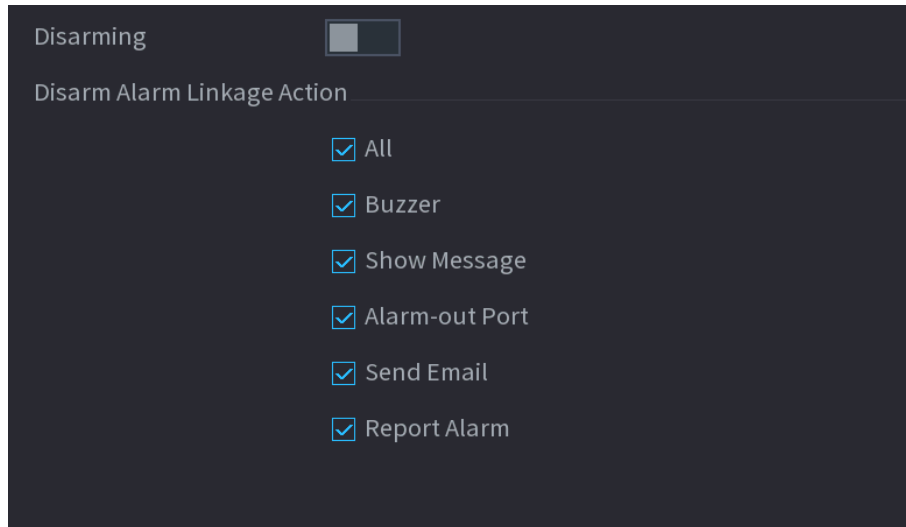 Disarming
Disarm Alarm Linkage Action
All
Buzzer
Show Message
Alarm-out Port
Send Email
Report Alarm